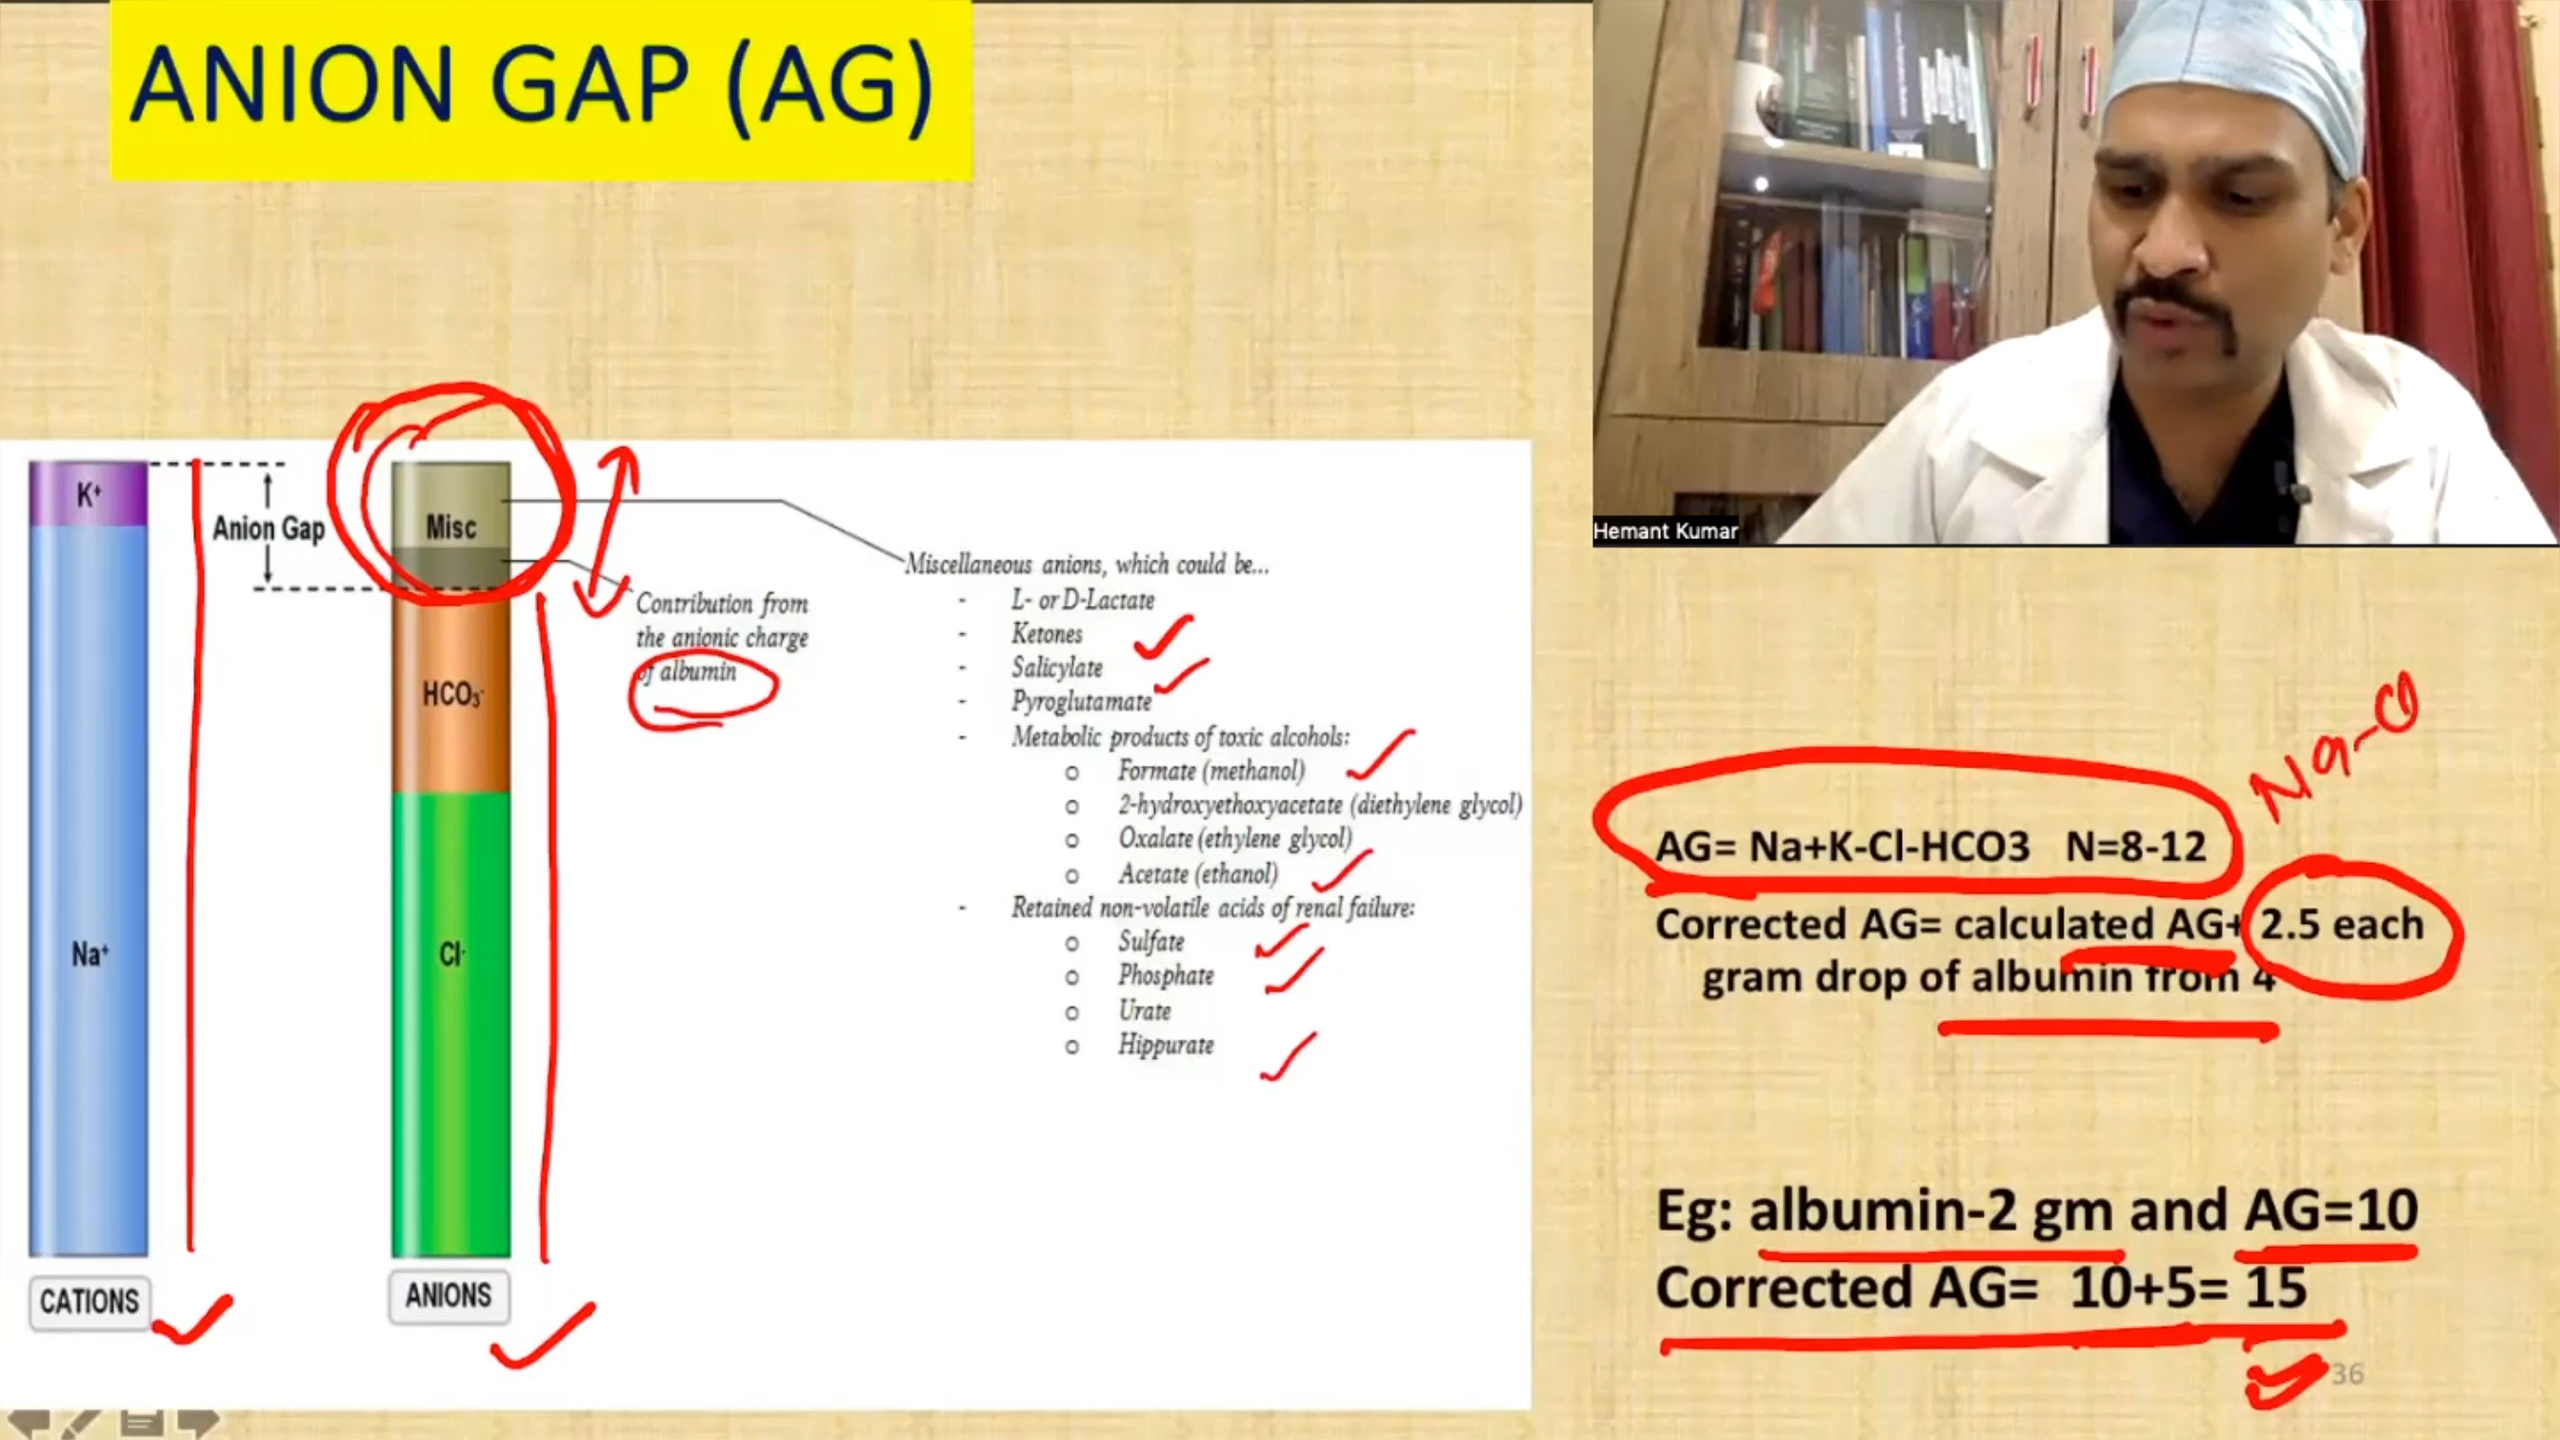 ANION GAP (AG)
Hemant Kumar
K⁺
Anion Gap
Misc
HCO₃⁻
Na⁺
Cl⁻
CATIONS
ANIONS
Contribution from
the anionic charge
of albumin
Miscellaneous anions, which could be...
- L- or D-Lactate
- Ketones
- Salicylate
- Pyroglutamate
- Metabolic products of toxic alcohols:
o Formate (methanol)
o 2-hydroxyethoxyacetate (diethylene glycol)
o Oxalate (ethylene glycol)
o Acetate (ethanol)
- Retained non-volatile acids of renal failure:
o Sulfate
o Phosphate
o Urate
o Hippurate
Na-Cl
AG= Na+K-Cl-HCO3 N=8-12
Corrected AG= calculated AG+ 2.5 each
gram drop of albumin from 4
Eg: albumin-2 gm and AG=10
Corrected AG= 10+5= 15
36